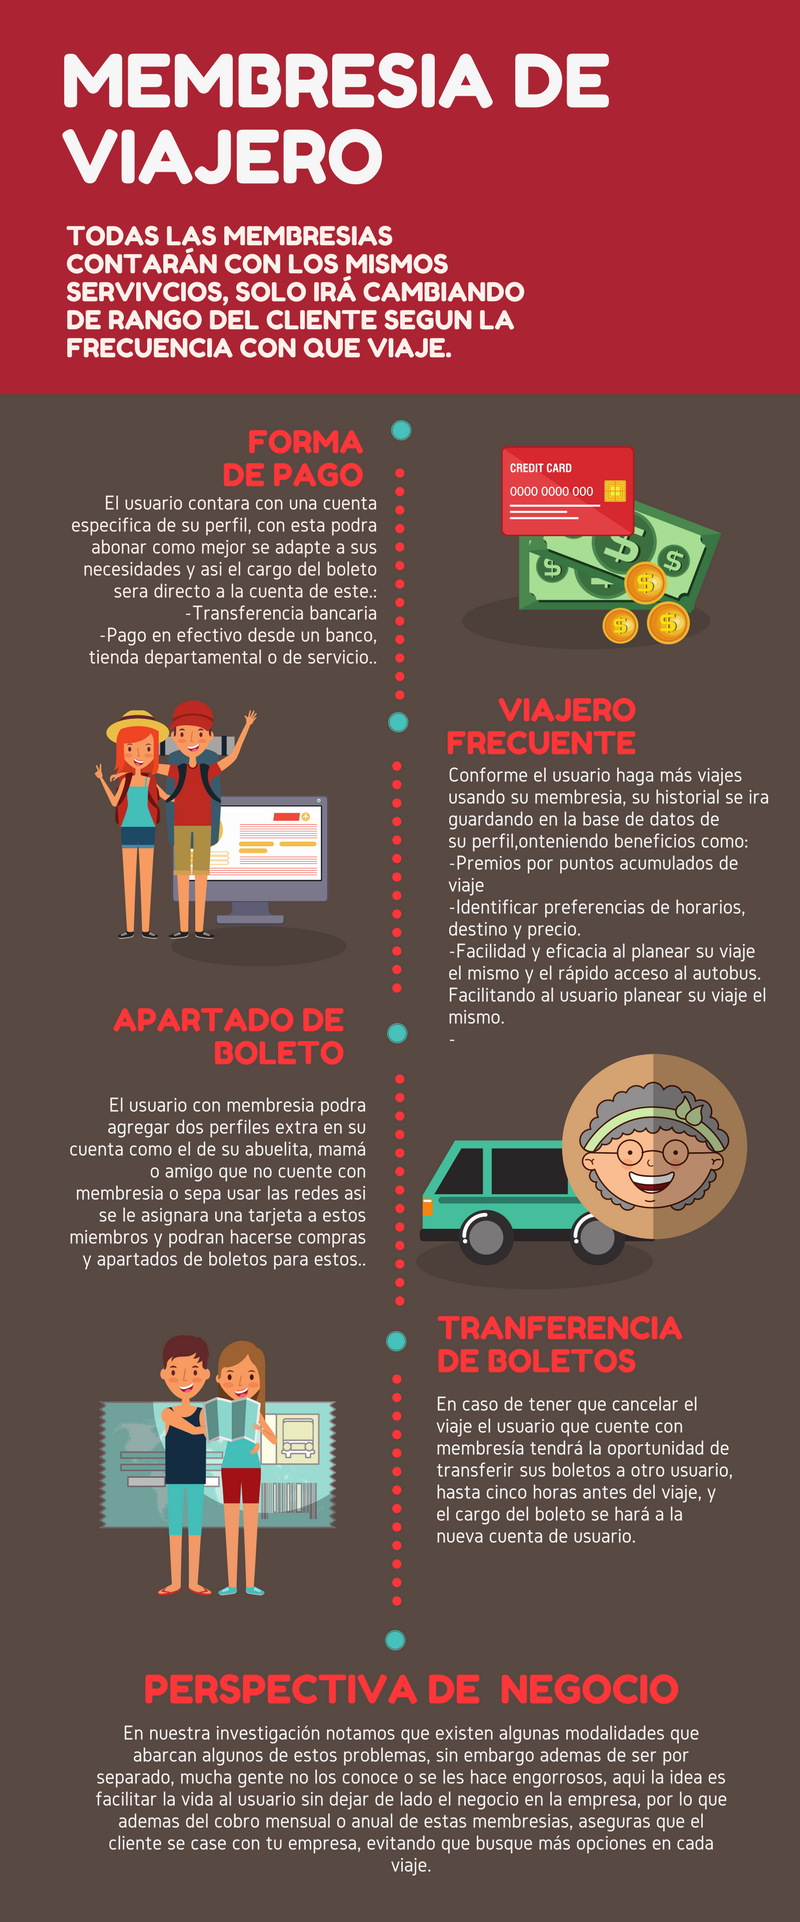 MEMBRESIA DE
VIAJERO
TODAS LAS MEMBRESIAS
CONTARÁN CON LOS MISMOS
SERVIVCIOS, SOLO IRÁ CAMBIANDO
DE RANGO DEL CLIENTE SEGUN LA
FRECUENCIA CON QUE VIAJE.
FORMA
DE PAGO
El usuario contara con una cuenta
especifica de su perfil, con esta podra
abonar como mejor se adapte a sus
necesidades y asi el cargo del boleto
sera directo a la cuenta de este.:
-Transferencia bancaria
-Pago en efectivo desde un banco,
tienda departamental o de servicio..
CREDIT CARD
0000 0000 000
$ $ $
$
$ $
VIAJERO
FRECUENTE
Conforme el usuario haga más viajes
usando su membresia, su historial se ira
guardando en la base de datos de
su perfil,onteniendo beneficios como:
-Premios por puntos acumulados de
viaje
-Identificar preferencias de horarios,
destino y precio.
-Facilidad y eficacia al planear su viaje
el mismo y el rápido acceso al autobus.
Facilitando al usuario planear su viaje el
mismo.
-
APARTADO DE
BOLETO
El usuario con membresia podra
agregar dos perfiles extra en su
cuenta como el de su abuelita, mamá
o amigo que no cuente con
membresia o sepa usar las redes asi
se le asignara una tarjeta a estos
miembros y podran hacerse compras
y apartados de boletos para estos..
TRANFERENCIA
DE BOLETOS
En caso de tener que cancelar el
viaje el usuario que cuente con
membresía tendrá la oportunidad de
transferir sus boletos a otro usuario,
hasta cinco horas antes del viaje, y
el cargo del boleto se hará a la
nueva cuenta de usuario.
PERSPECTIVA DE NEGOCIO
En nuestra investigación notamos que existen algunas modalidades que
abarcan algunos de estos problemas, sin embargo ademas de ser por
separado, mucha gente no los conoce o se les hace engorrosos, aqui la idea es
facilitar la vida al usuario sin dejar de lado el negocio en la empresa, por lo que
ademas del cobro mensual o anual de estas membresias, aseguras que el
cliente se case con tu empresa, evitando que busque más opciones en cada
viaje.